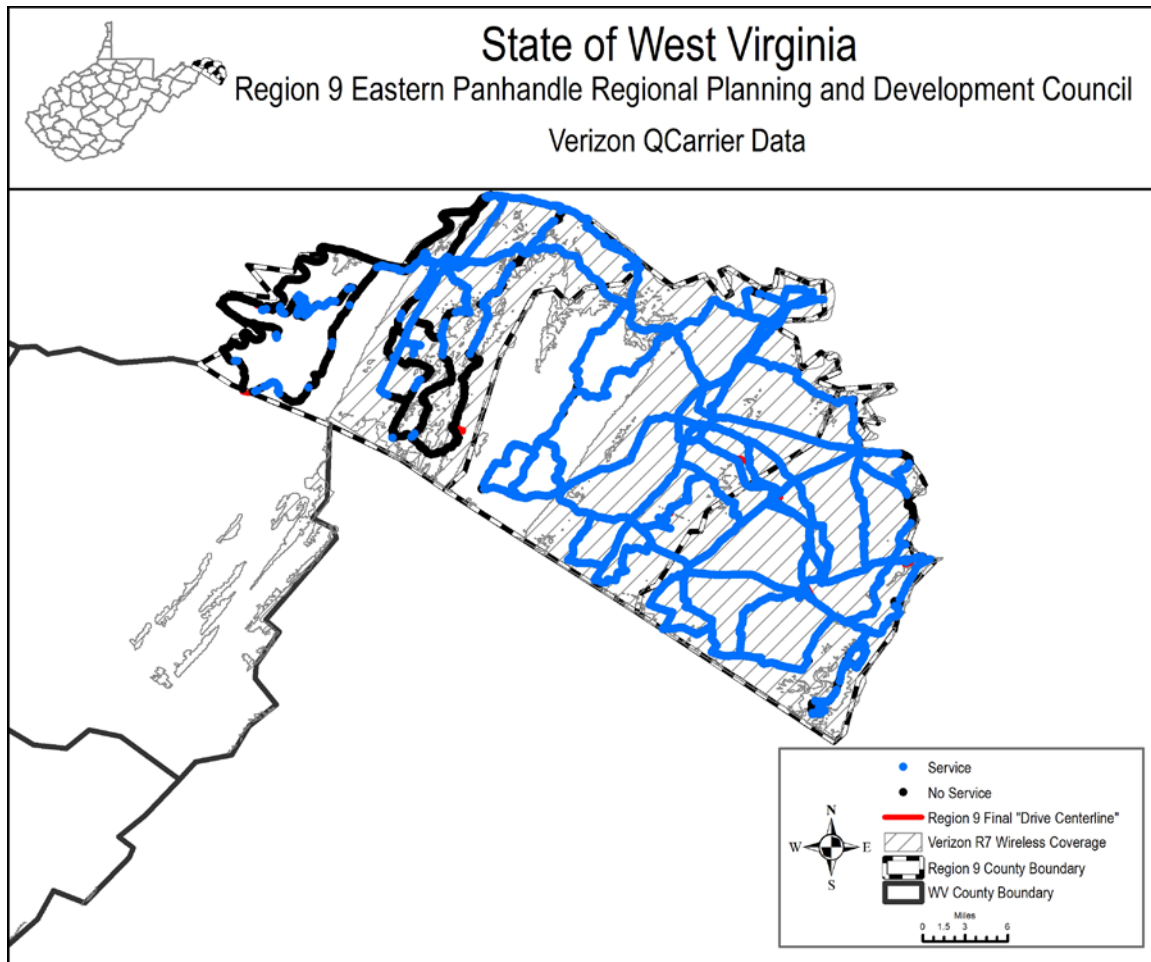 State of West Virginia
Region 9 Eastern Panhandle Regional Planning and Development Council
Verizon QCarrier Data
Service
No Service
Region 9 Final "Drive Centerline"
Verizon R7 Wireless Coverage
Region 9 County Boundary
WV County Boundary
N
W
E
S
Miles
0 1.5 3 6